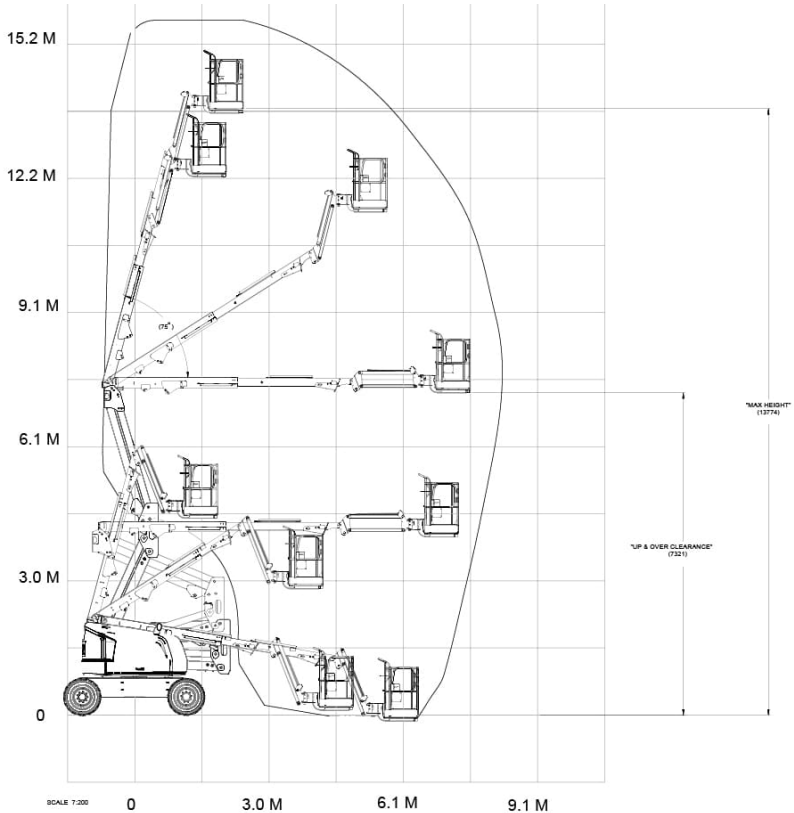 15.2 M
12.2 M
9.1 M
(75°)
"MAX HEIGHT"
(13774)
6.1 M
"UP & OVER CLEARANCE"
(7321)
3.0 M
0
SCALE 7:200
0
3.0 M
6.1 M
9.1 M